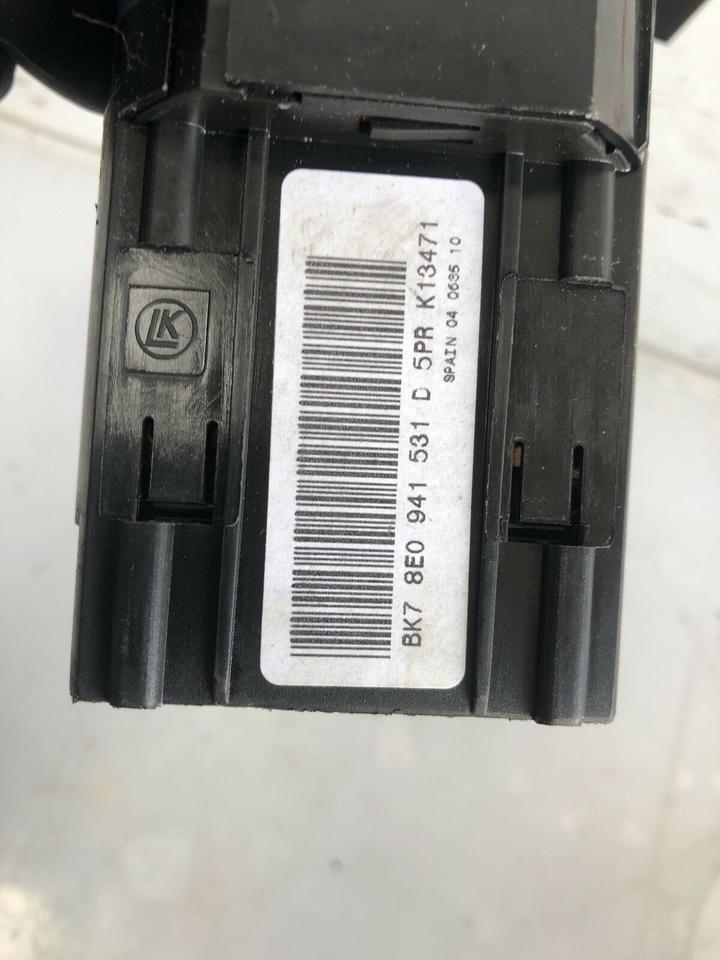 LK
BK7 8E0 941 531 D 5PR K13471
SPAIN 04 0635 10